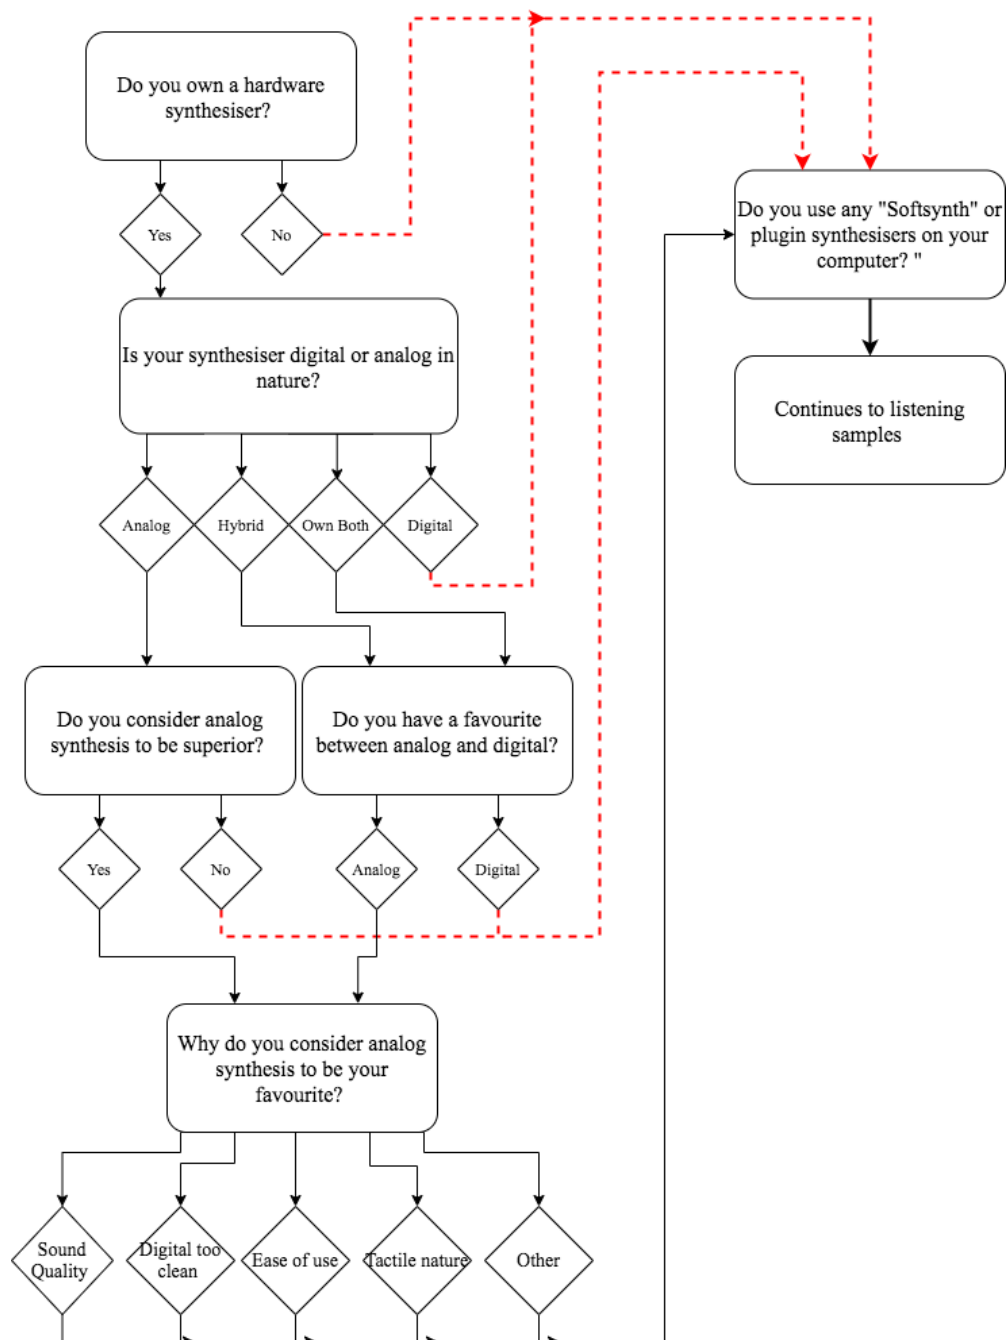 Do you own a hardware
synthesiser?
Yes
No
Do you use any "Softsynth" or
plugin synthesisers on your
computer? "
Is your synthesiser digital or analog in
nature?
Continues to listening
samples
Analog
Hybrid
Own Both
Digital
Do you consider analog
synthesis to be superior?
Do you have a favourite
between analog and digital?
Yes
No
Analog
Digital
Why do you consider analog
synthesis to be your
favourite?
Sound
Quality
Digital too
clean
Ease of use
Tactile nature
Other